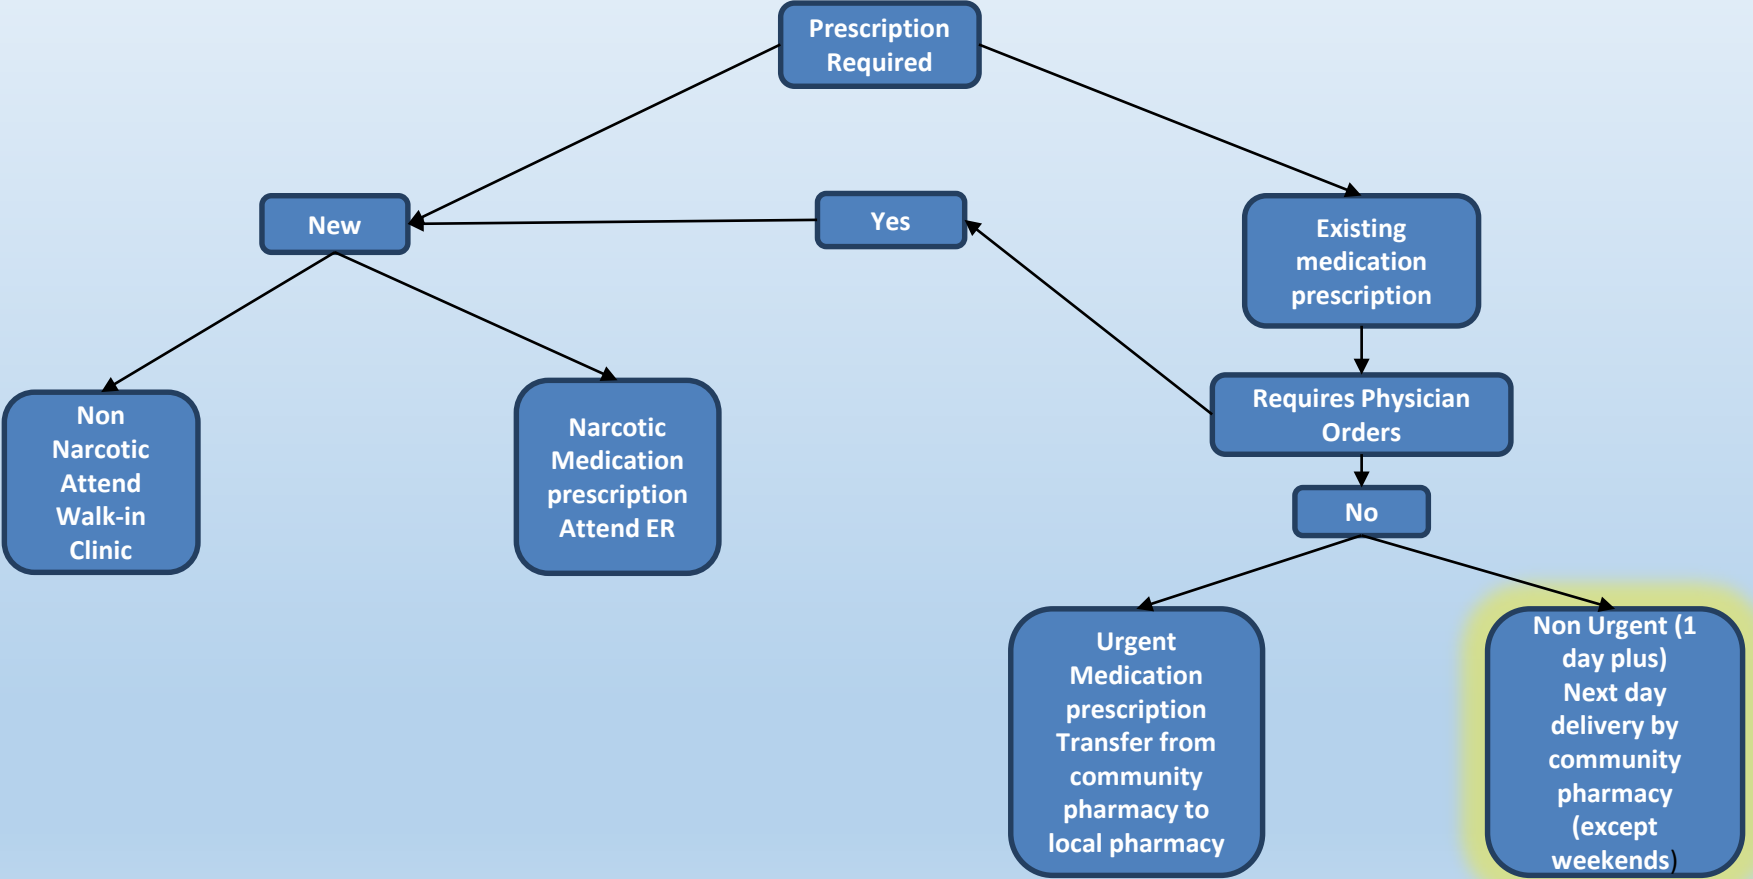 Prescription
Required
New
Yes
Existing
medication
prescription
Requires Physician
Orders
No
Non
Narcotic
Attend
Walk-in
Clinic
Narcotic
Medication
prescription
Attend ER
Urgent
Medication
prescription
Transfer from
community
pharmacy to
local pharmacy
Non Urgent (1
day plus)
Next day
delivery by
community
pharmacy
(except
weekends)